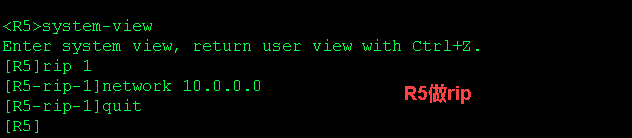 <R5>system-view
Enter system view, return user view with Ctrl+Z.
[R5]rip 1
[R5-rip-1]network 10.0.0.0
[R5-rip-1]quit
R5做rip
[R5]